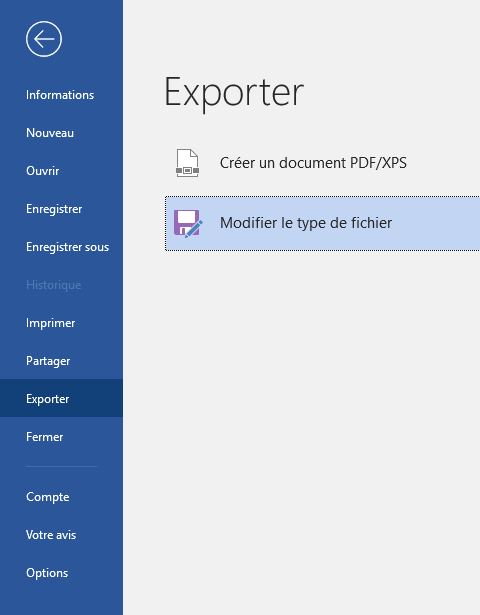 Informations
Nouveau
Ouvrir
Enregistrer
Enregistrer sous
Historique
Imprimer
Partager
Exporter
Fermer
Compte
Votre avis
Options
Exporter
Créer un document PDF/XPS
Modifier le type de fichier